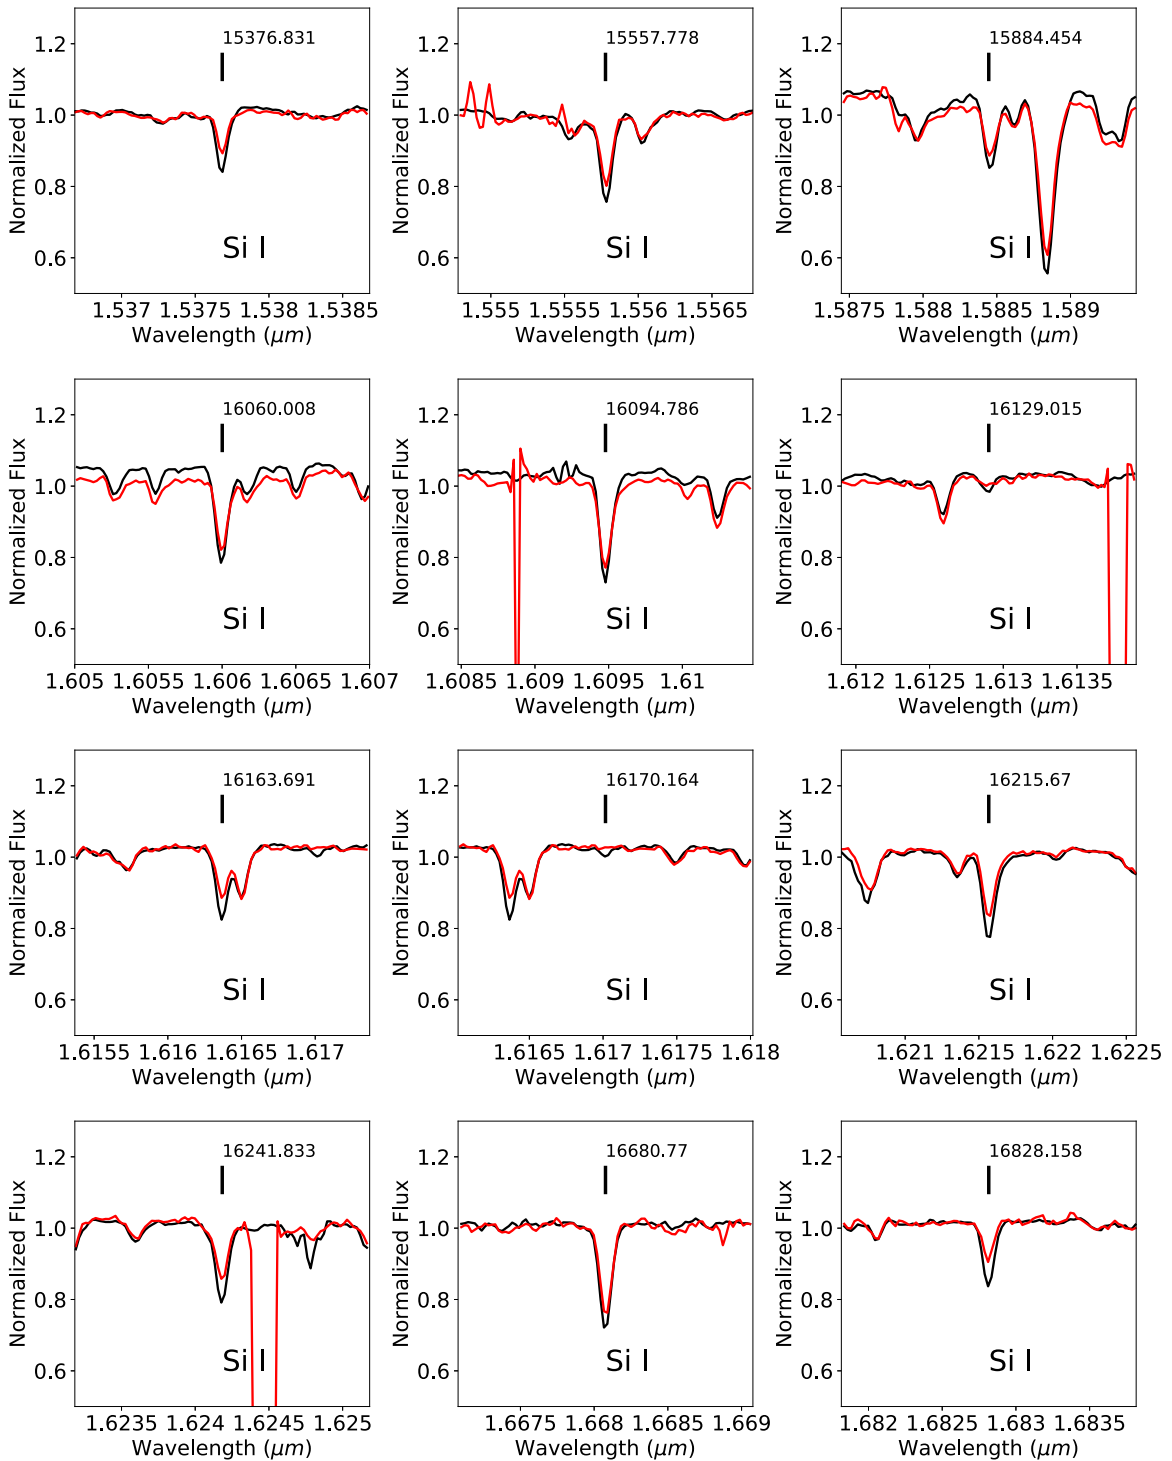 15376.831
1.2
1.0
0.8
0.6
Normalized Flux
Si I
1.537 1.5375 1.538 1.5385
Wavelength (μm)
15557.778
1.2
1.0
0.8
0.6
Normalized Flux
Si I
1.555 1.5555 1.556 1.5565
Wavelength (μm)
15884.454
1.2
1.0
0.8
0.6
Normalized Flux
Si I
1.5875 1.588 1.5885 1.589
Wavelength (μm)
16060.008
1.2
1.0
0.8
0.6
Normalized Flux
Si I
1.605 1.6055 1.606 1.6065 1.607
Wavelength (μm)
16094.786
1.2
1.0
0.8
0.6
Normalized Flux
Si I
1.6085 1.609 1.6095 1.61
Wavelength (μm)
16129.015
1.2
1.0
0.8
0.6
Normalized Flux
Si I
1.612 1.6125 1.613 1.6135
Wavelength (μm)
16163.691
1.2
1.0
0.8
0.6
Normalized Flux
Si I
1.6155 1.616 1.6165 1.617
Wavelength (μm)
16170.164
1.2
1.0
0.8
0.6
Normalized Flux
Si I
1.6165 1.617 1.6175 1.618
Wavelength (μm)
16215.67
1.2
1.0
0.8
0.6
Normalized Flux
Si I
1.621 1.6215 1.622 1.6225
Wavelength (μm)
16241.833
1.2
1.0
0.8
0.6
Normalized Flux
Si I
1.6235 1.624 1.6245 1.625
Wavelength (μm)
16680.77
1.2
1.0
0.8
0.6
Normalized Flux
Si I
1.6675 1.668 1.6685 1.669
Wavelength (μm)
16828.158
1.2
1.0
0.8
0.6
Normalized Flux
Si I
1.682 1.6825 1.683 1.6835
Wavelength (μm)